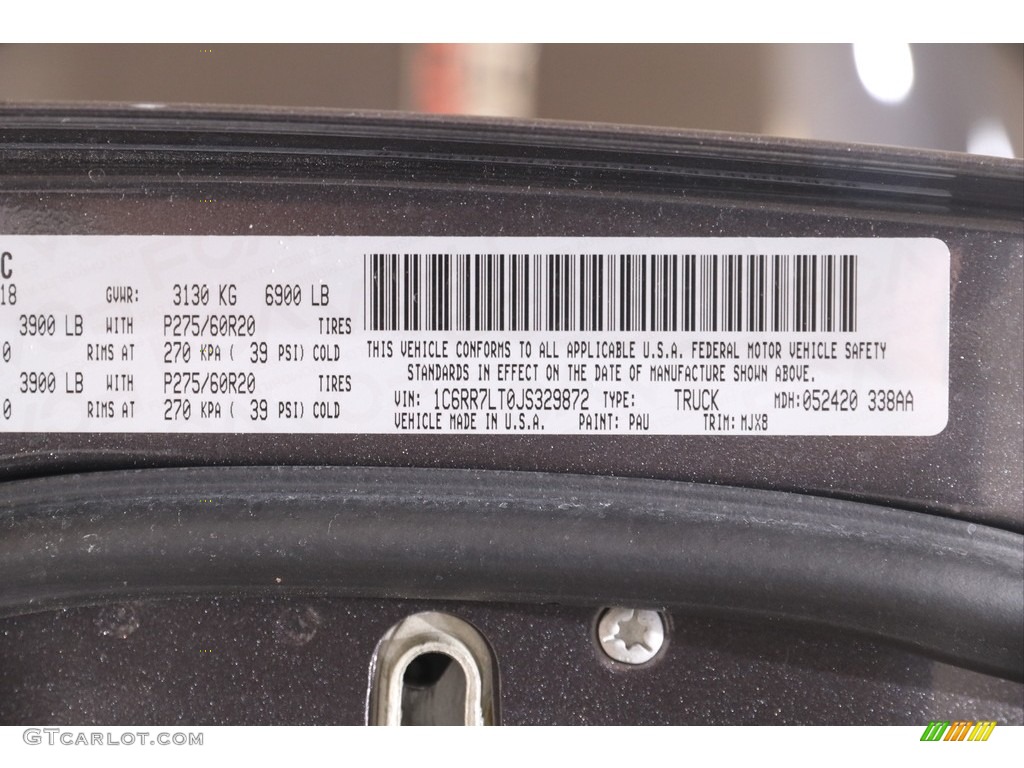 C
18 GVWR: 3130 KG 6900 LB
3900 LB WITH P275/60R20 TIRES
0 RIMS AT 270 KPA ( 39 PSI) COLD
3900 LB WITH P275/60R20 TIRES
0 RIMS AT 270 KPA ( 39 PSI) COLD
THIS VEHICLE CONFORMS TO ALL APPLICABLE U.S.A. FEDERAL MOTOR VEHICLE SAFETY
STANDARDS IN EFFECT ON THE DATE OF MANUFACTURE SHOWN ABOVE.
VIN: 1C6RR7LT0JS329872 TYPE: TRUCK MDH:052420 338AA
VEHICLE MADE IN U.S.A. PAINT: PAU TRIM: MJX8
GTCARLOT.COM